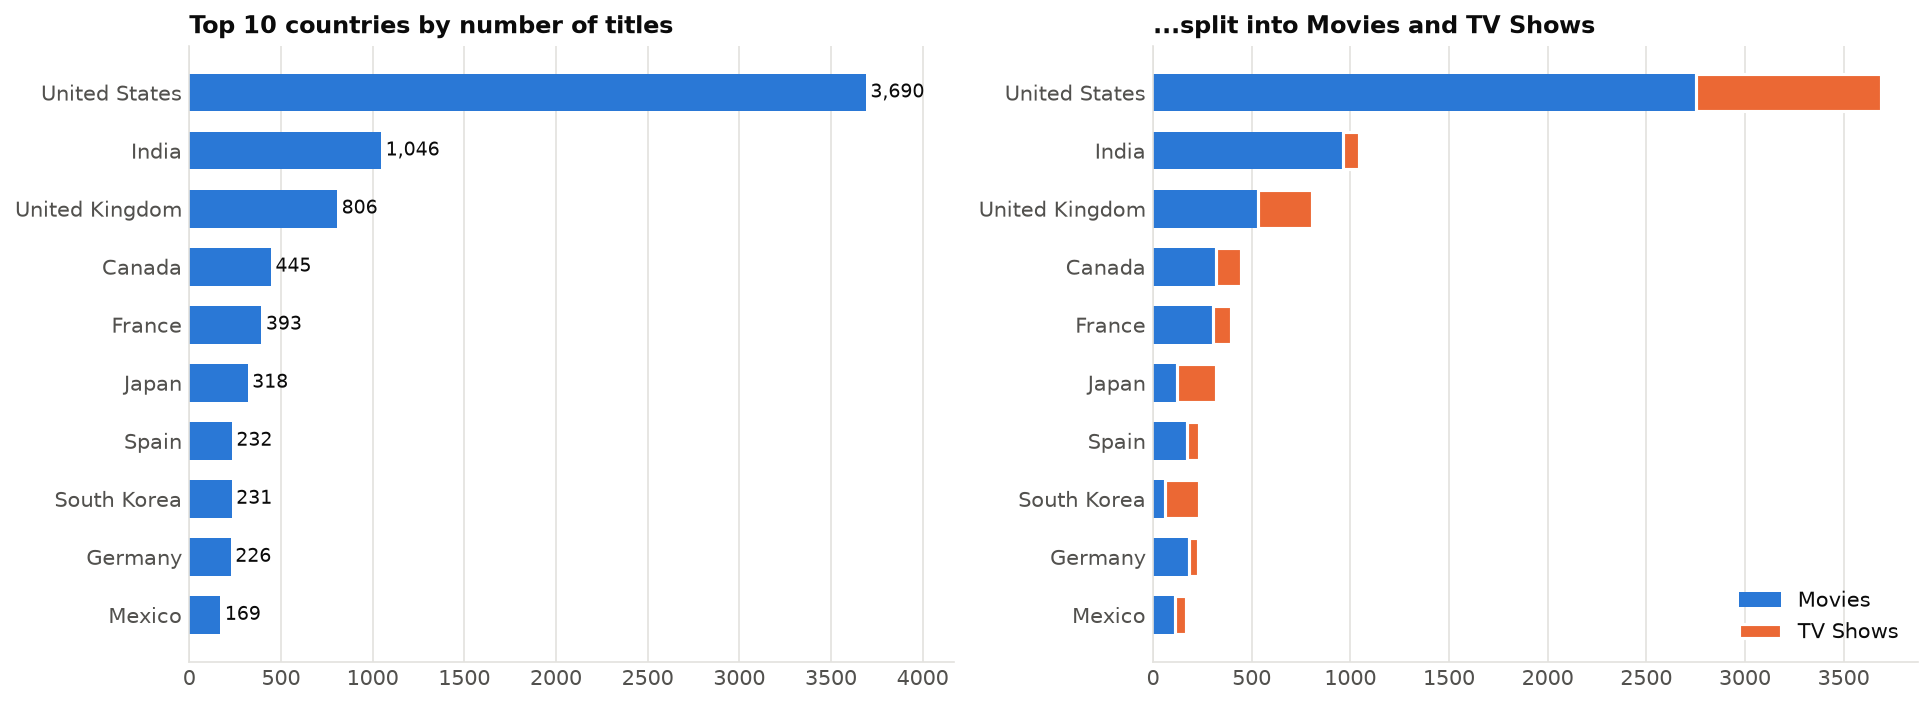 Top 10 countries by number of titles
United States 3,690
India 1,046
United Kingdom 806
Canada 445
France 393
Japan 318
Spain 232
South Korea 231
Germany 226
Mexico 169
0 500 1000 1500 2000 2500 3000 3500 4000
...split into Movies and TV Shows
United States
India
United Kingdom
Canada
France
Japan
Spain
South Korea
Germany
Mexico
Movies
TV Shows
0 500 1000 1500 2000 2500 3000 3500